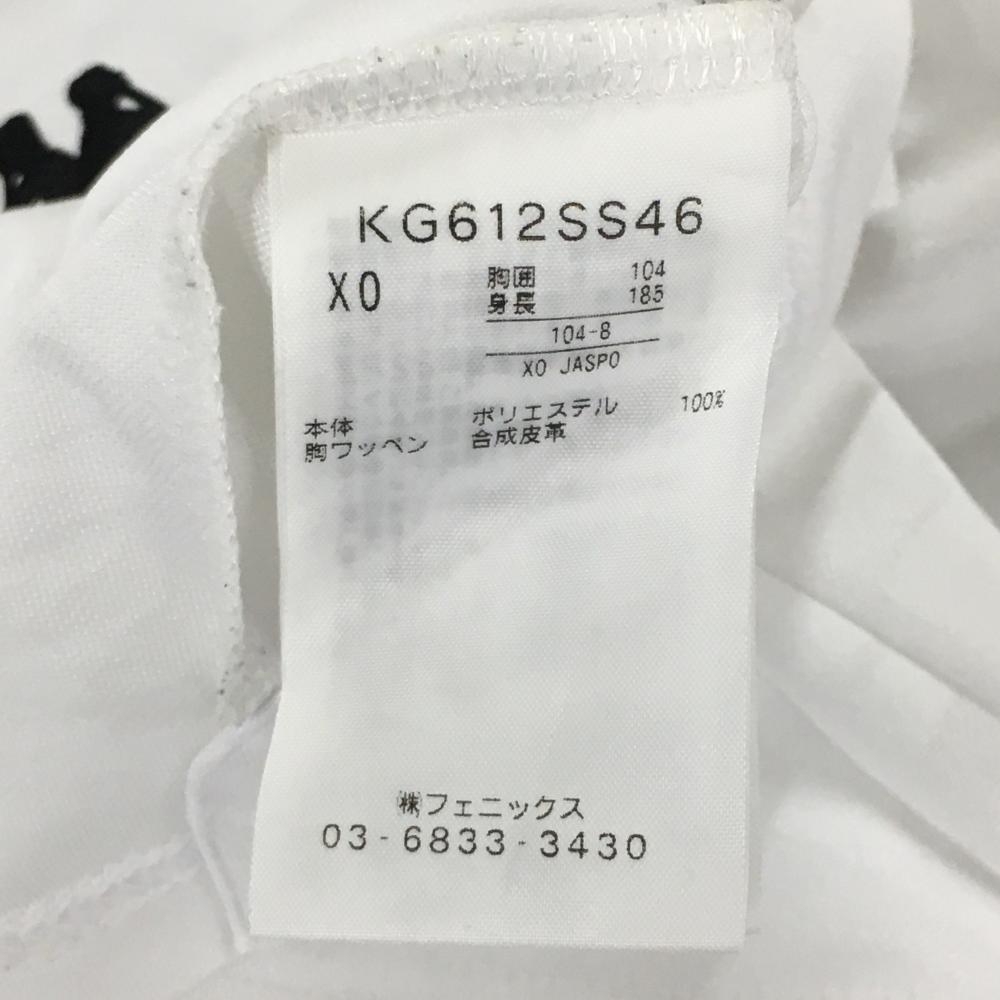 KG612SS46
XO 胸囲 104
身長 185
104-8
XO JASPO
本体 ポリエステル 100%
胸ワッペン 合成皮革
㈱フェニックス
03-6833-3430